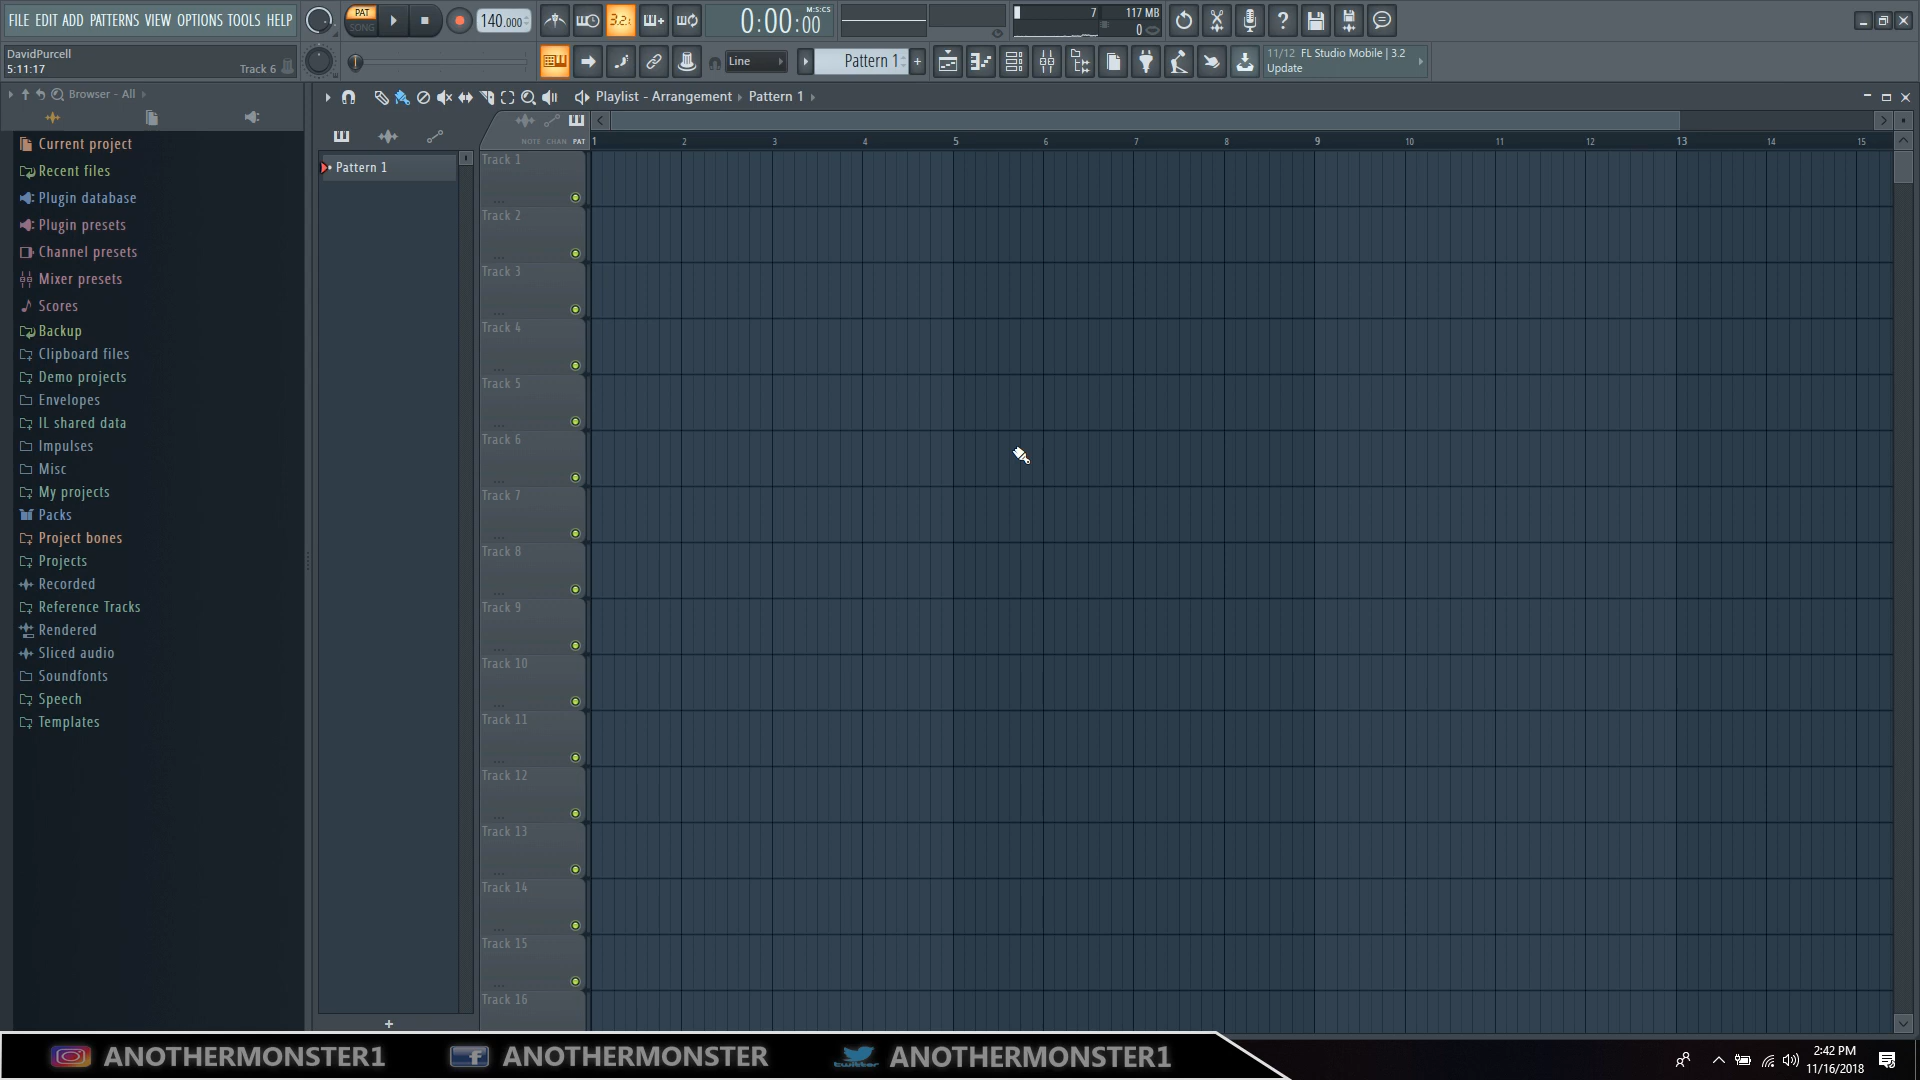 FILE EDIT ADD PATTERNS VIEW OPTIONS TOOLS HELP
PAT
SONG
140.000
3.2.
0:00:00
M:S:CS
7
117 MB
0
DavidPurcell
5:11:17
Track 6
Line
Pattern 1
+
11/12 FL Studio Mobile | 3.2
Update
Browser - All
Playlist - Arrangement
Pattern 1
NOTE CHAN PAT
1 2 3 4 5 6 7 8 9 10 11 12 13 14 15
Current project
Recent files
Plugin database
Plugin presets
Channel presets
Mixer presets
Scores
Backup
Clipboard files
Demo projects
Envelopes
IL shared data
Impulses
Misc
My projects
Packs
Project bones
Projects
Recorded
Reference Tracks
Rendered
Sliced audio
Soundfonts
Speech
Templates
Pattern 1
+
Track 1
Track 2
Track 3
Track 4
Track 5
Track 6
Track 7
Track 8
Track 9
Track 10
Track 11
Track 12
Track 13
Track 14
Track 15
Track 16
ANOTHERMONSTER1
ANOTHERMONSTER
twitter
ANOTHERMONSTER1
2:42 PM
11/16/2018